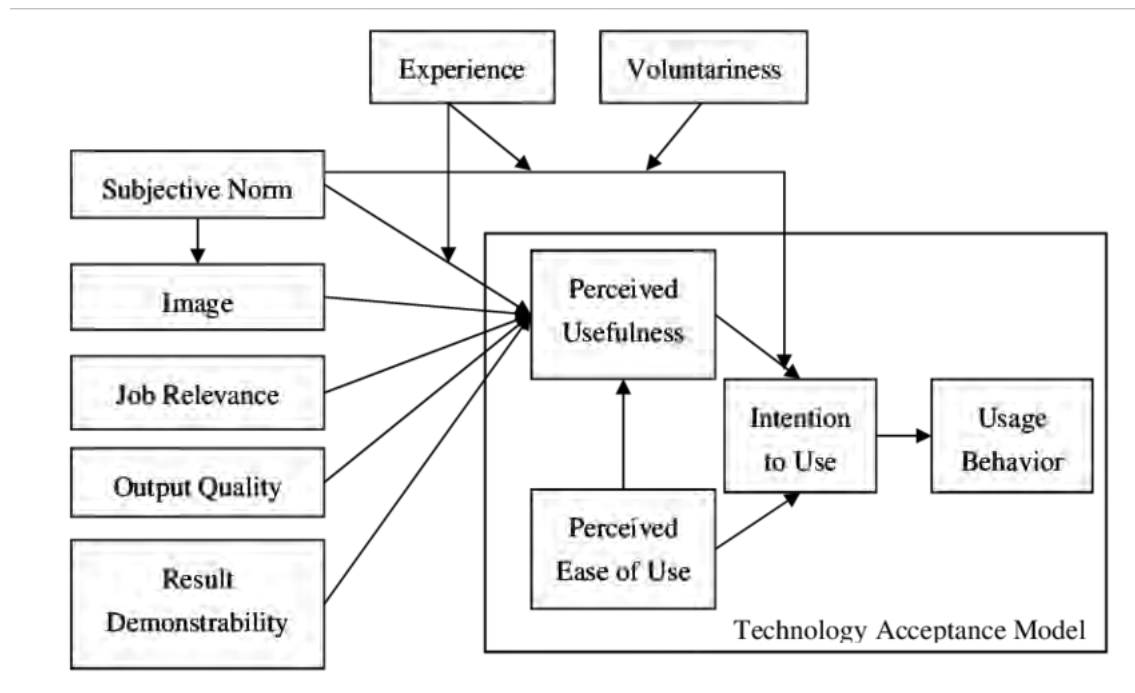 Experience
Voluntariness
Subjective Norm
Image
Job Relevance
Output Quality
Result
Demonstrability
Perceived
Usefulness
Perceived
Ease of Use
Intention
to Use
Usage
Behavior
Technology Acceptance Model